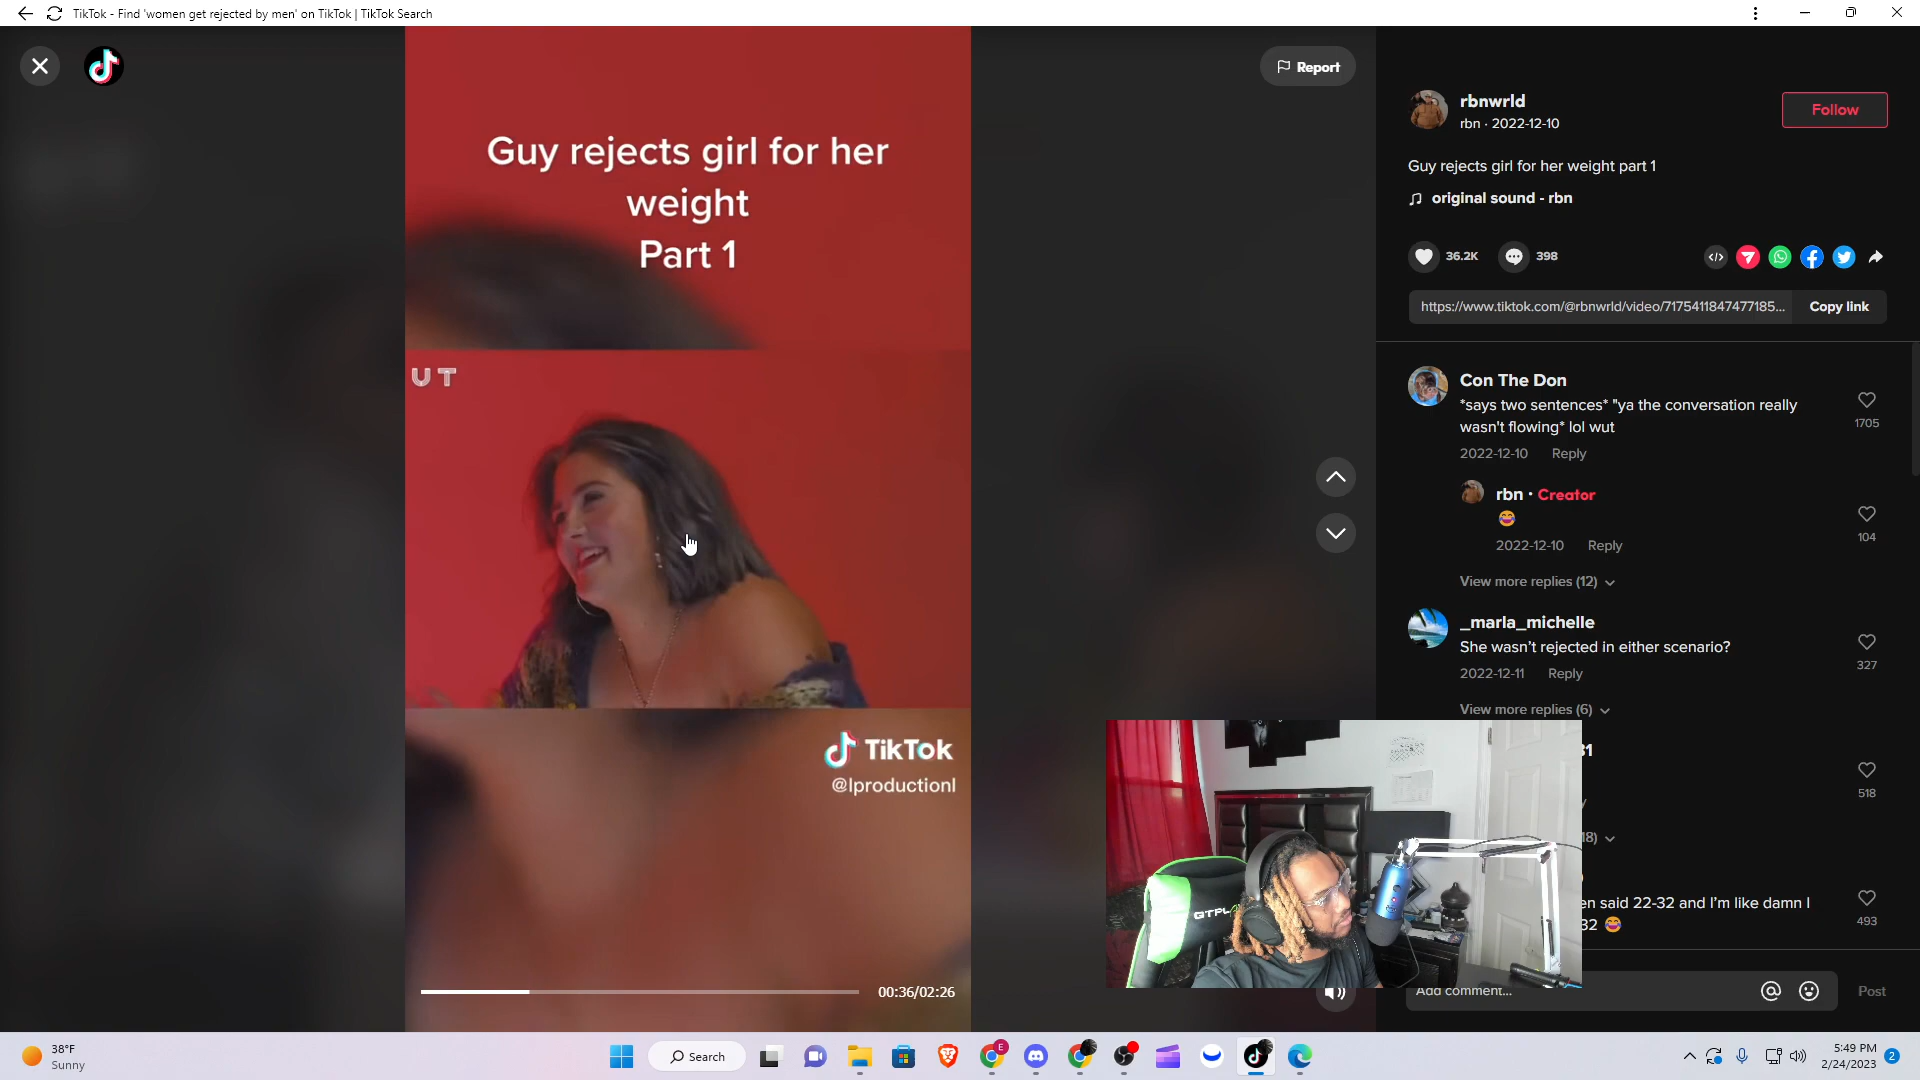 TikTok - Find 'women get rejected by men' on TikTok | TikTok Search
Report
Guy rejects girl for her
weight
Part 1
UT
TikTok
@lproductionl
00:36/02:26
rbnwrld
rbn · 2022-12-10
Follow
Guy rejects girl for her weight part 1
original sound - rbn
36.2K
398
https://www.tiktok.com/@rbnwrld/video/7175411847477185...
Copy link
Con The Don
*says two sentences* "ya the conversation really
wasn't flowing* lol wut
1705
2022-12-10 Reply
rbn · Creator
😂
104
2022-12-10 Reply
View more replies (12)
_marla_michelle
She wasn't rejected in either scenario?
327
2022-12-11 Reply
View more replies (6)
518
18)
said 22-32 and I'm like damn I
32 😂
493
GTPL
Add comment...
Post
38°F
Sunny
Search
5:49 PM
2/24/2023
2